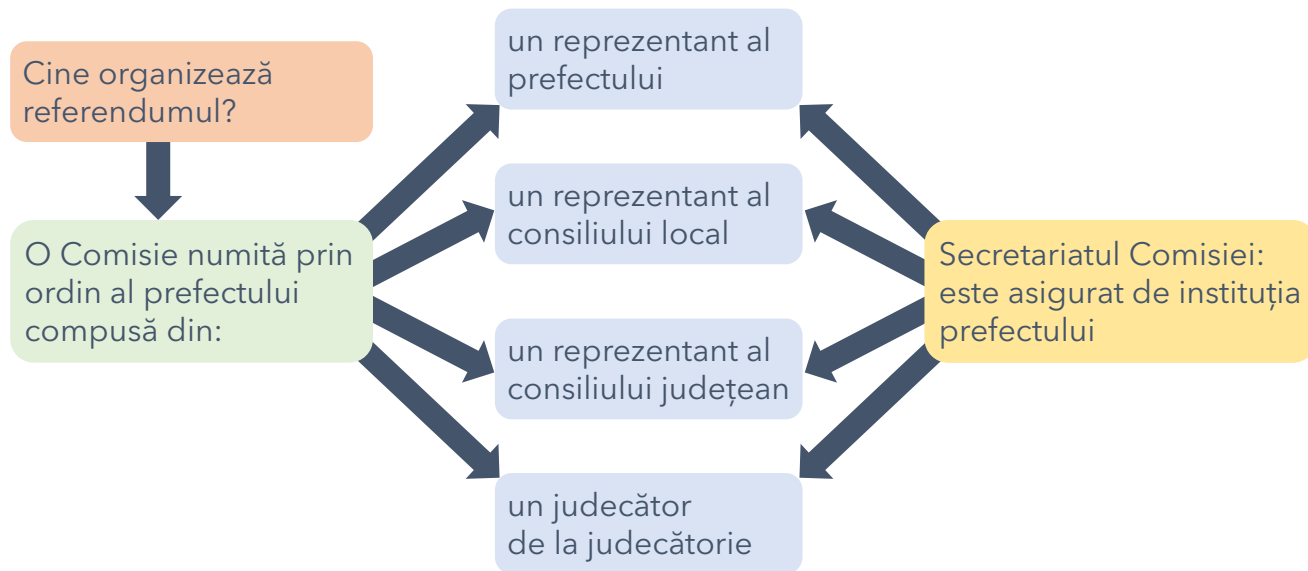 Cine organizează
referendumul?
O Comisie numită prin
ordin al prefectului
compusă din:
un reprezentant al
prefectului
un reprezentant al
consiliului local
un reprezentant al
consiliului județean
un judecător
de la judecătorie
Secretariatul Comisiei:
este asigurat de instituția
prefectului